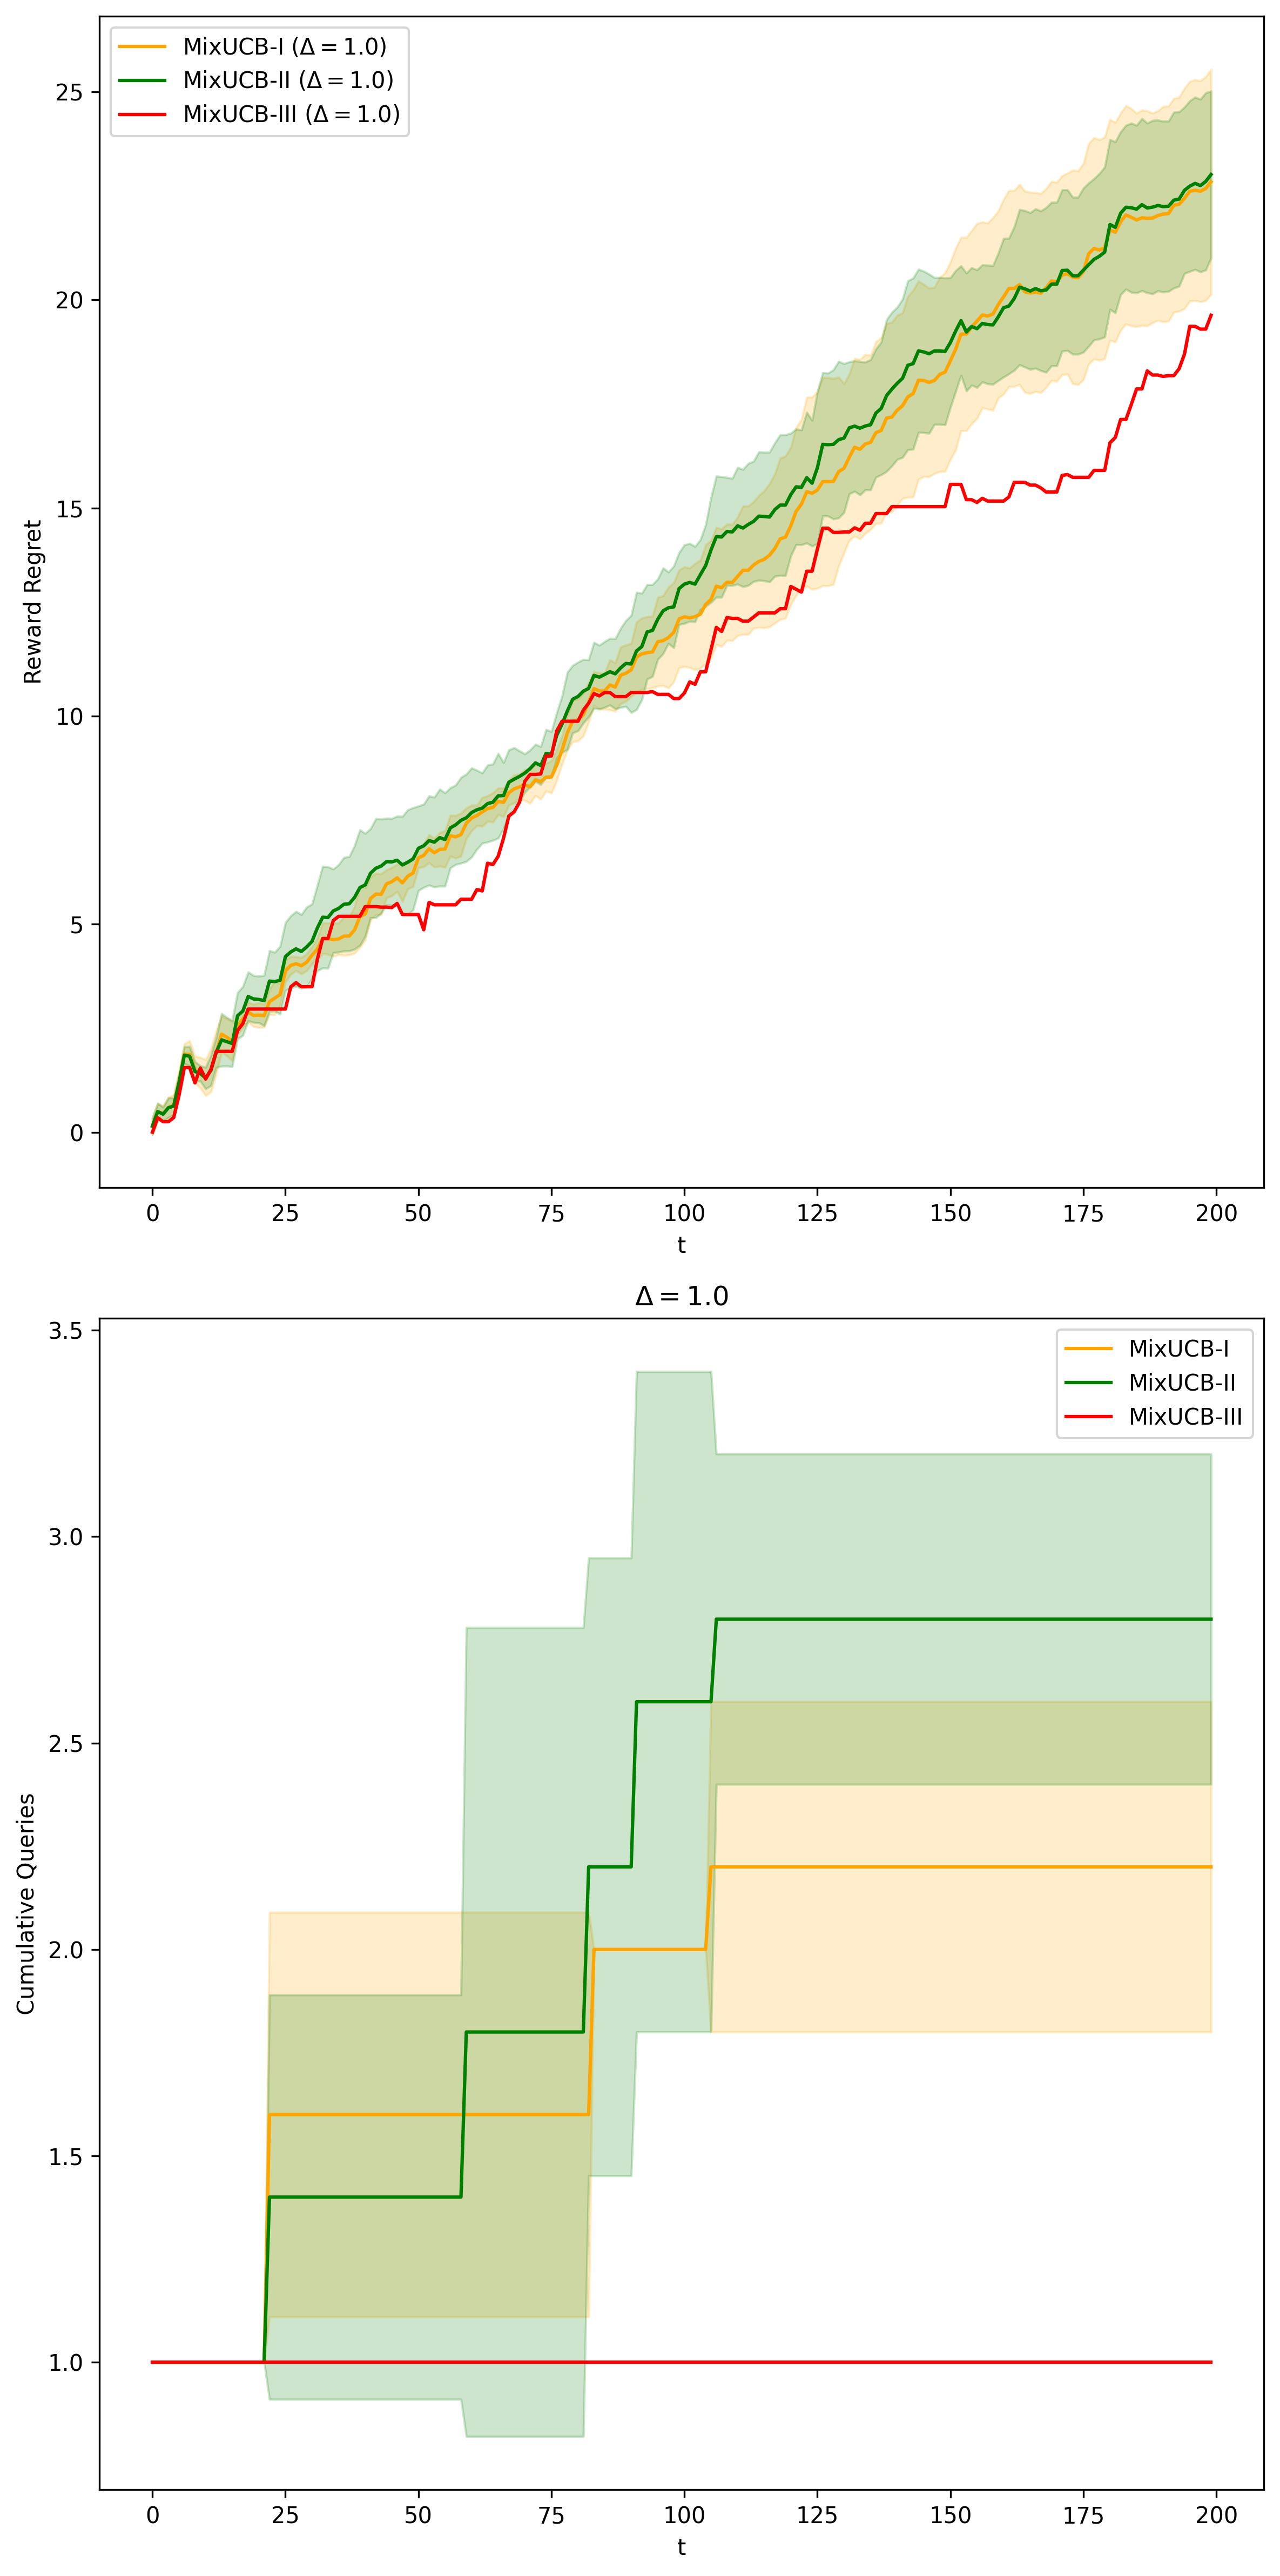 MixUCB-I (Δ = 1.0)
MixUCB-II (Δ = 1.0)
MixUCB-III (Δ = 1.0)
25
20
15
10
5
0
Reward Regret
0 25 50 75 100 125 150 175 200
t
Δ = 1.0
MixUCB-I
MixUCB-II
MixUCB-III
3.5
3.0
2.5
2.0
1.5
1.0
Cumulative Queries
0 25 50 75 100 125 150 175 200
t